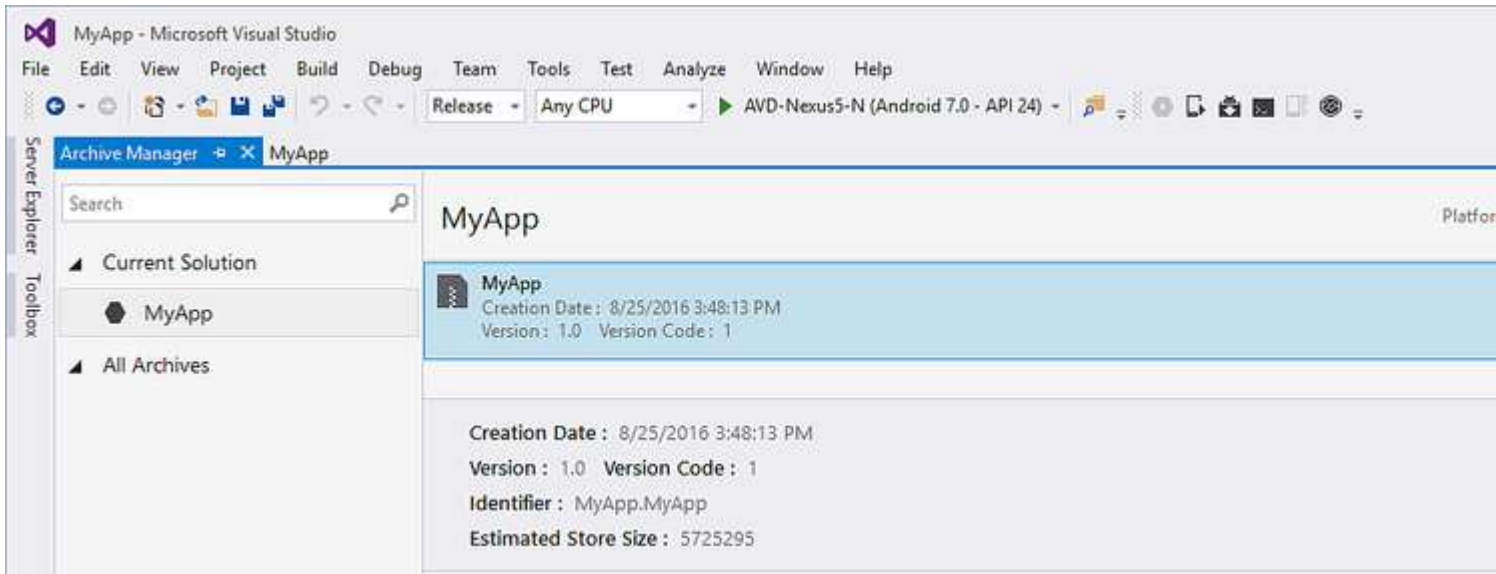 MyApp - Microsoft Visual Studio
File Edit View Project Build Debug Team Tools Test Analyze Window Help
Release Any CPU AVD-Nexus5-N (Android 7.0 - API 24)
Server Explorer
Toolbox
Archive Manager MyApp
Search
Current Solution
MyApp
All Archives
MyApp
Platfor
MyApp
Creation Date : 8/25/2016 3:48:13 PM
Version : 1.0 Version Code : 1
Creation Date : 8/25/2016 3:48:13 PM
Version : 1.0 Version Code : 1
Identifier : MyApp.MyApp
Estimated Store Size : 5725295